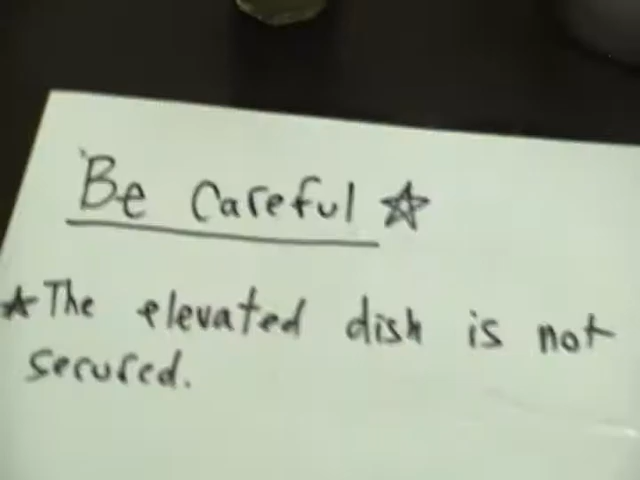 Be Careful ☆
★ The elevated dish is not
secured.